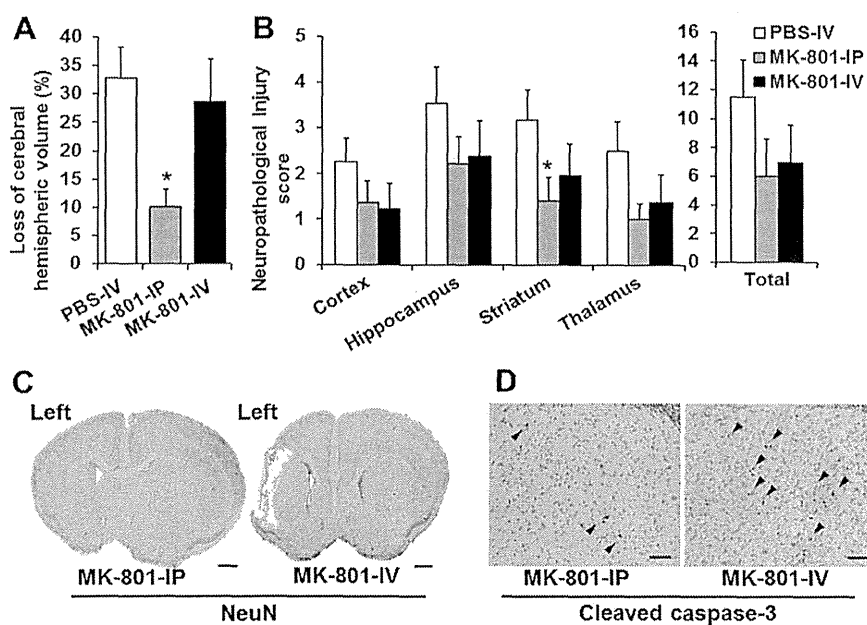 A
Loss of cerebral
hemispheric volume (%)
40
35
30
25
20
15
10
5
0
*
PBS-IV
MK-801-IP
MK-801-IV
B
Neuropathological Injury
score
5
4
3
2
1
0
*
Cortex
Hippocampus
Striatum
Thalamus
16
14
12
10
8
6
4
2
0
Total
PBS-IV
MK-801-IP
MK-801-IV
C
Left
Left
MK-801-IP
MK-801-IV
NeuN
D
MK-801-IP
MK-801-IV
Cleaved caspase-3